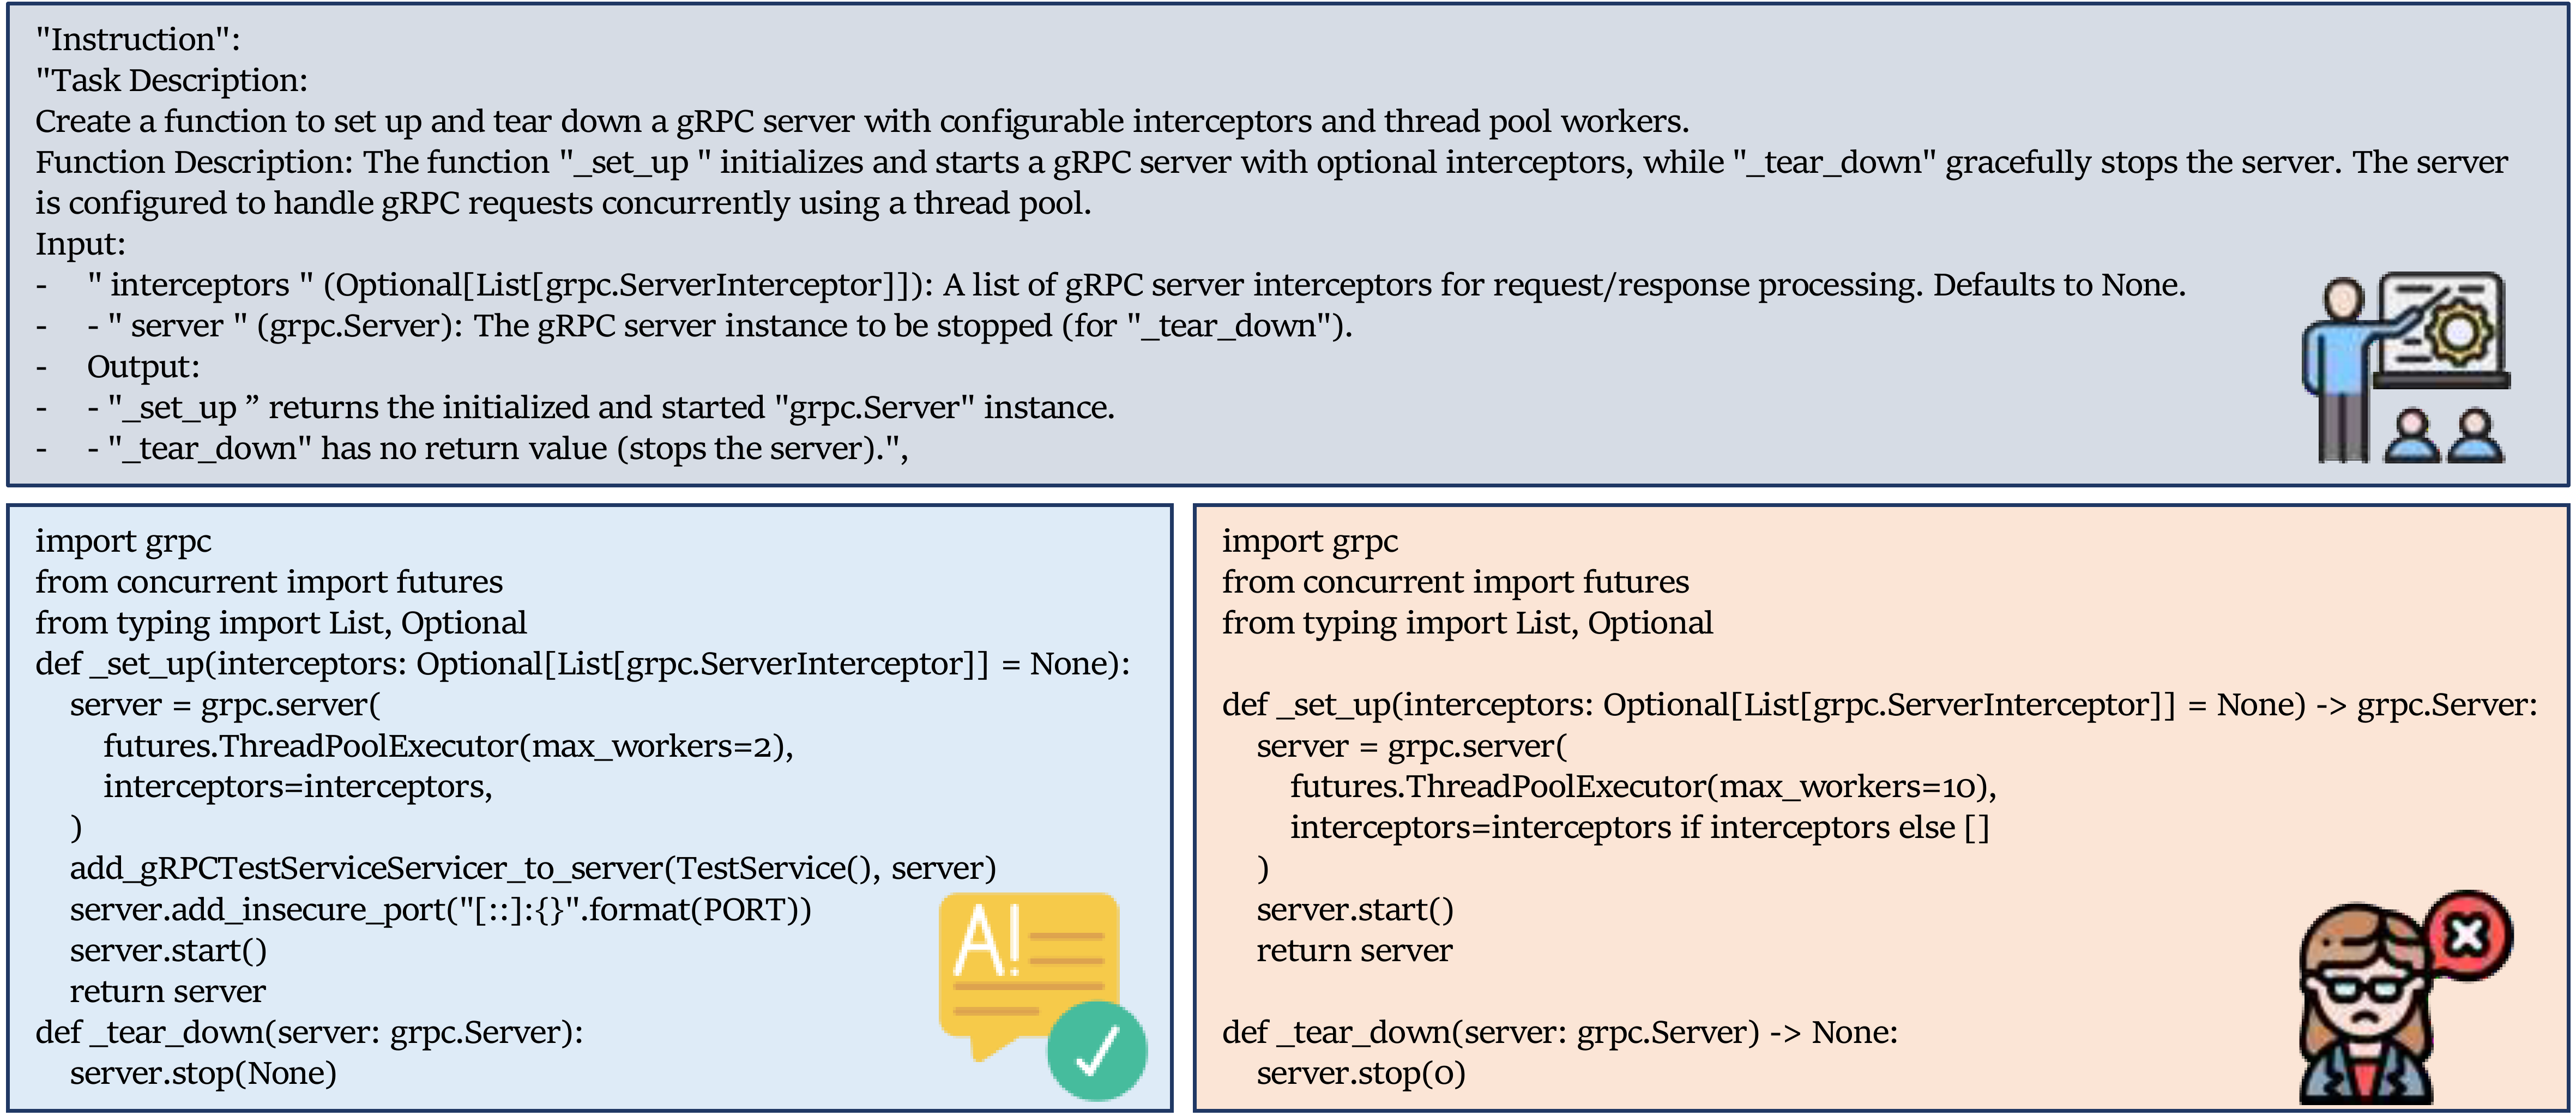 "Instruction":
"Task Description:
Create a function to set up and tear down a gRPC server with configurable interceptors and thread pool workers.
Function Description: The function "_set_up " initializes and starts a gRPC server with optional interceptors, while "_tear_down" gracefully stops the server. The server
is configured to handle gRPC requests concurrently using a thread pool.
Input:
- " interceptors " (Optional[List[grpc.ServerInterceptor]]): A list of gRPC server interceptors for request/response processing. Defaults to None.
- - " server " (grpc.Server): The gRPC server instance to be stopped (for "_tear_down").
- Output:
- - "_set_up ” returns the initialized and started "grpc.Server" instance.
- - "_tear_down" has no return value (stops the server).",
import grpc
from concurrent import futures
from typing import List, Optional
def _set_up(interceptors: Optional[List[grpc.ServerInterceptor]] = None):
    server = grpc.server(
        futures.ThreadPoolExecutor(max_workers=2),
        interceptors=interceptors,
    )
    add_gRPCTestServiceServicer_to_server(TestService(), server)
    server.add_insecure_port("[::]:{}".format(PORT))
    server.start()
    return server
def _tear_down(server: grpc.Server):
    server.stop(None)
A!
import grpc
from concurrent import futures
from typing import List, Optional
def _set_up(interceptors: Optional[List[grpc.ServerInterceptor]] = None) -> grpc.Server:
    server = grpc.server(
        futures.ThreadPoolExecutor(max_workers=10),
        interceptors=interceptors if interceptors else []
    )
    server.start()
    return server
def _tear_down(server: grpc.Server) -> None:
    server.stop(0)